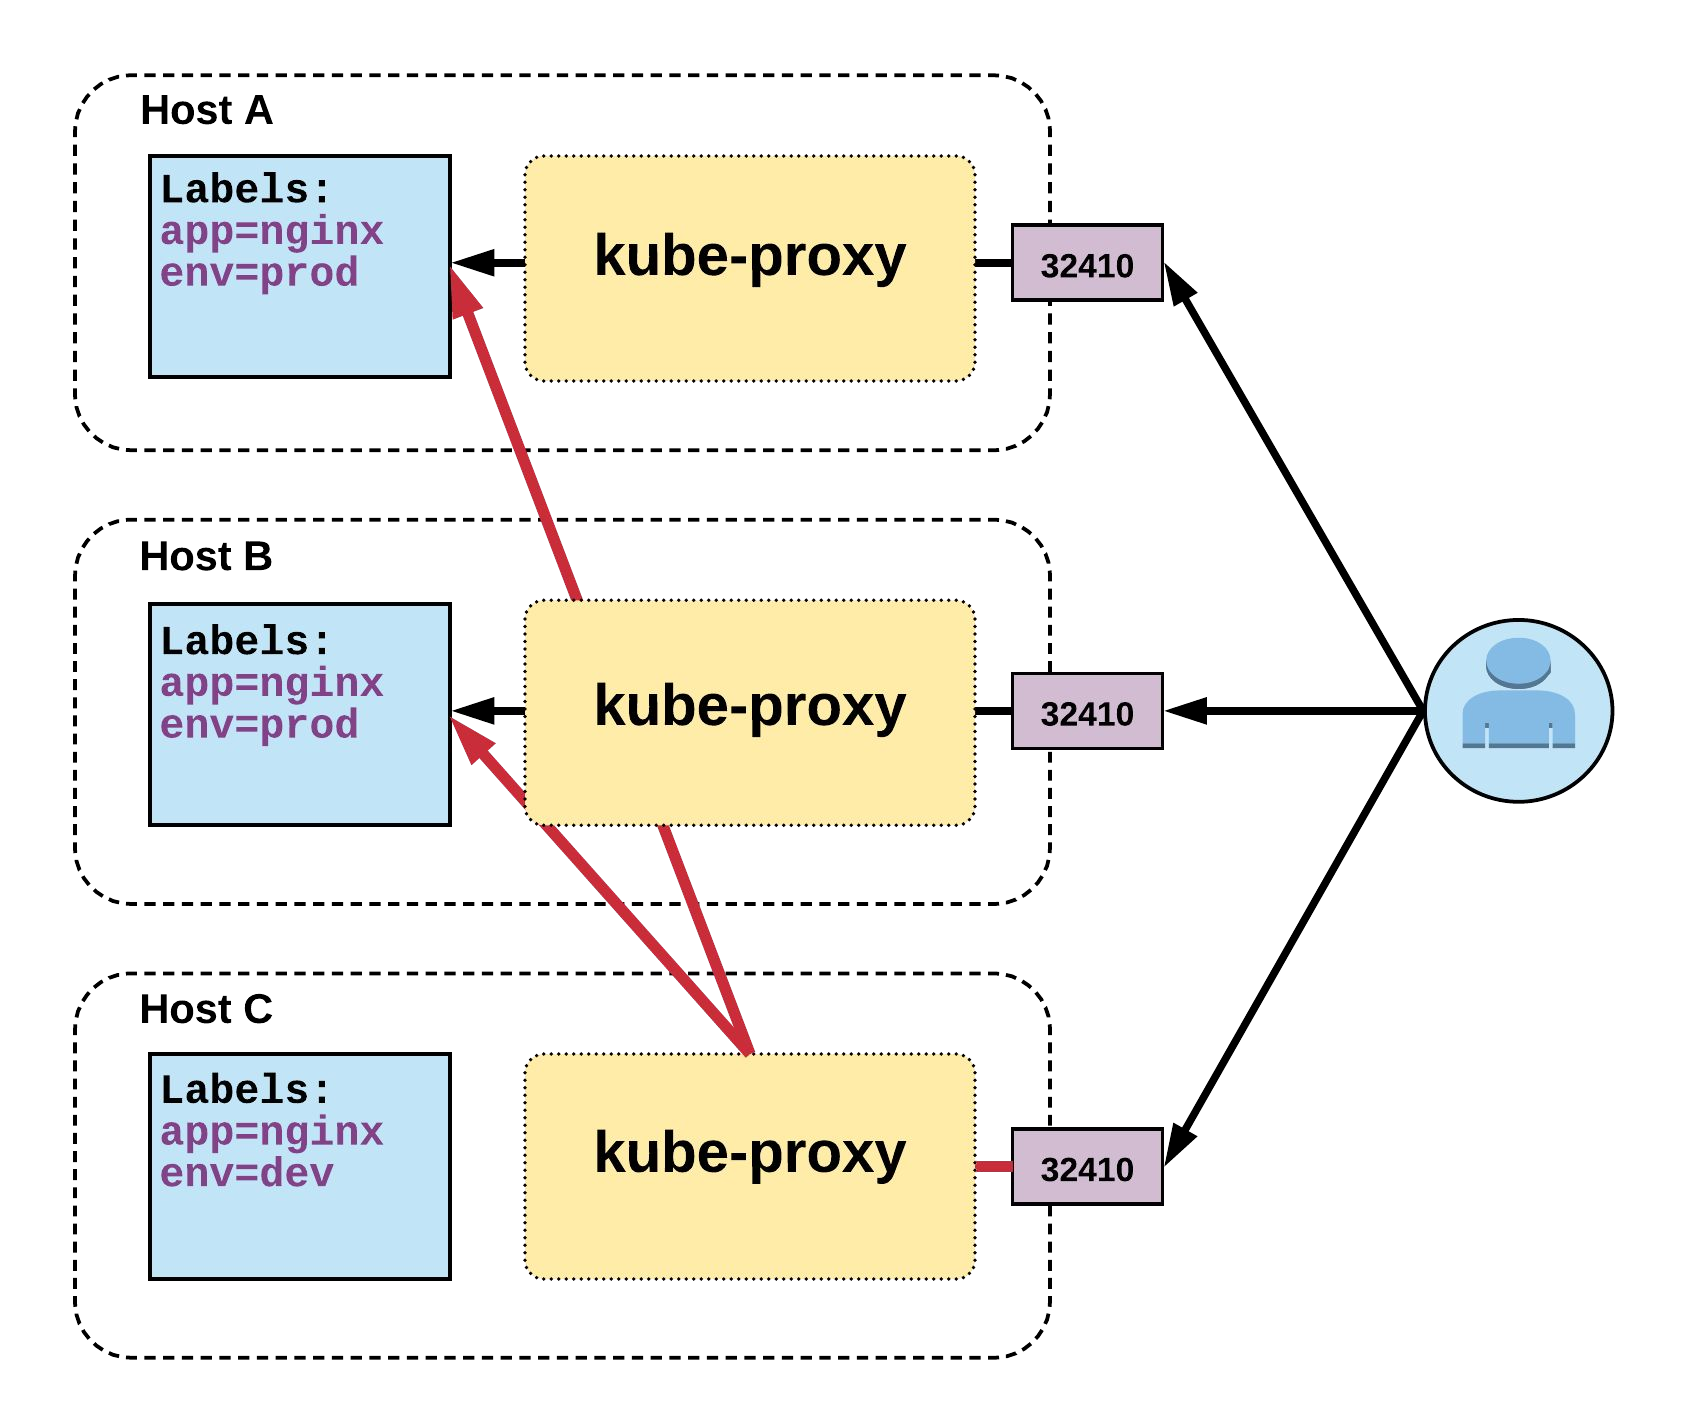 Host A
Labels:
app=nginx
env=prod
kube-proxy
32410
Host B
Labels:
app=nginx
env=prod
kube-proxy
32410
Host C
Labels:
app=nginx
env=dev
kube-proxy
32410